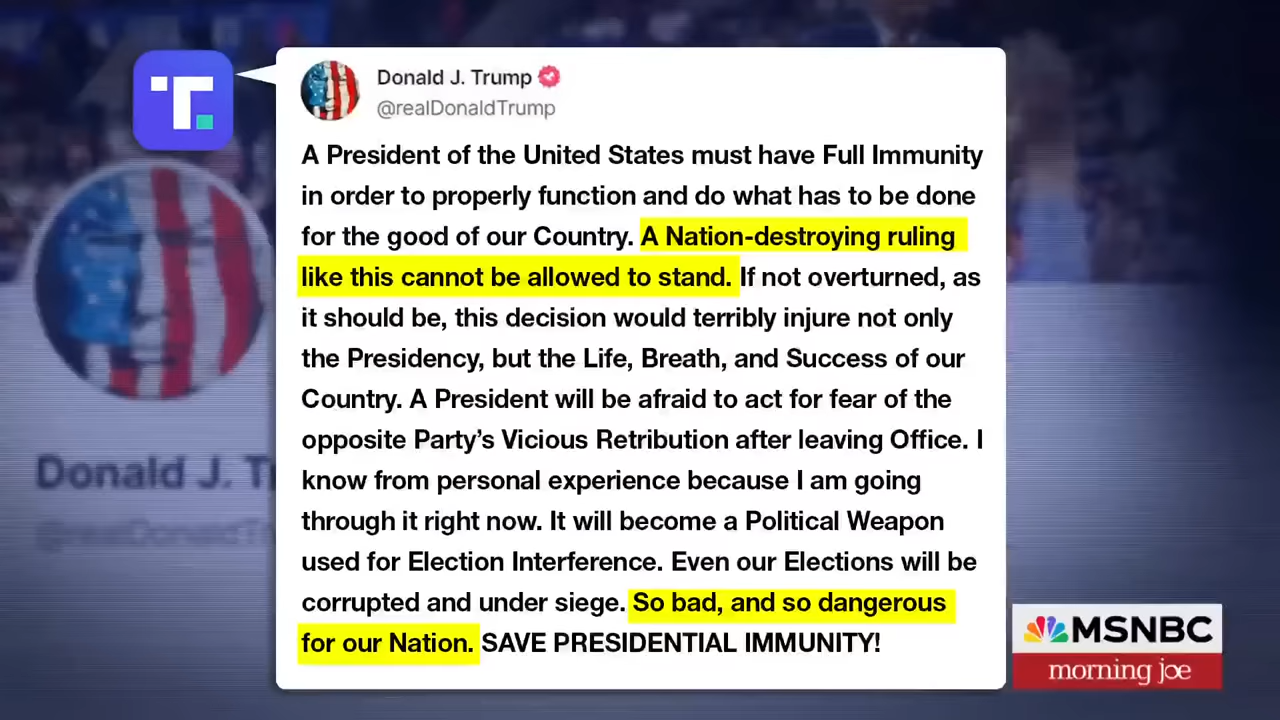 T.
Donald J. Trump
@realDonaldTrump
A President of the United States must have Full Immunity
in order to properly function and do what has to be done
for the good of our Country. A Nation-destroying ruling
like this cannot be allowed to stand. If not overturned, as
it should be, this decision would terribly injure not only
the Presidency, but the Life, Breath, and Success of our
Country. A President will be afraid to act for fear of the
opposite Party’s Vicious Retribution after leaving Office. I
know from personal experience because I am going
through it right now. It will become a Political Weapon
used for Election Interference. Even our Elections will be
corrupted and under siege. So bad, and so dangerous
for our Nation. SAVE PRESIDENTIAL IMMUNITY!
Donald J. T
@realDonaldT
MSNBC
morning joe